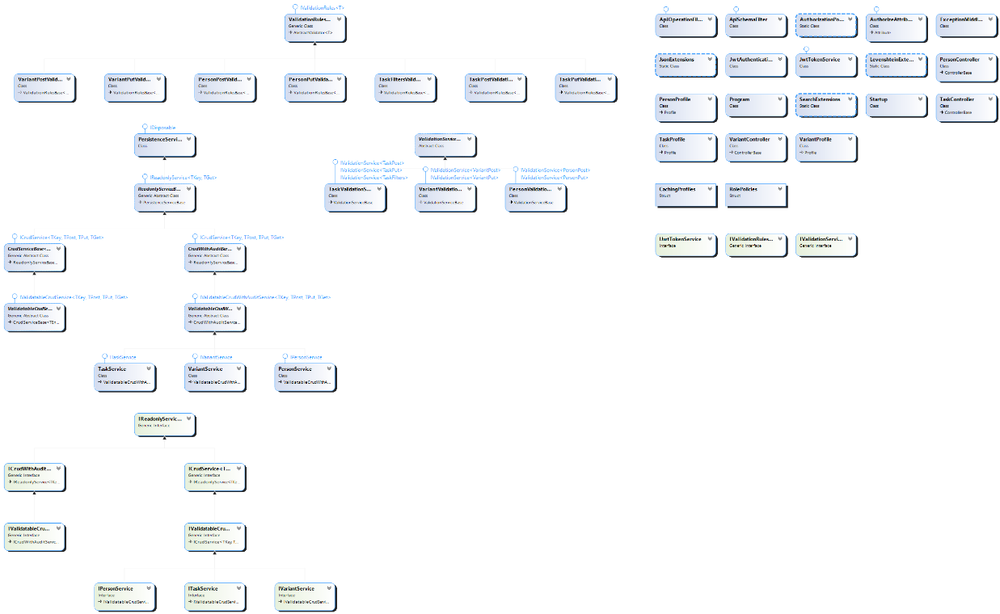 IValidationRules<T>
ValidationRules...
Generic Class
AbstractValidator<T>
VariantPostValid...
Class
ValidationRulesBase<...
VariantPutValid...
Class
ValidationRulesBase<...
PersonPostValid...
Class
ValidationRulesBase<...
PersonPutValida...
Class
ValidationRulesBase<...
TaskFiltersValid...
Class
ValidationRulesBase<...
TaskPostValidati...
Class
ValidationRulesBase<...
TaskPutValidati...
Class
ValidationRulesBase<...
IDisposable
PersistenceServi...
Class
ValidationService...
Abstract Class
IReadonlyService<TKey, TGet>
ReadonlyServiceB...
Generic Abstract Class
PersistenceServiceBase
IValidationService<TaskPost>
IValidationService<TaskPut>
IValidationService<TaskFilters>
TaskValidationS...
Class
ValidationServiceBase
IValidationService<VariantPost>
IValidationService<VariantPut>
VariantValidatio...
Class
ValidationServiceBase
IValidationService<PersonPost>
IValidationService<PersonPut>
PersonValidatio...
Class
ValidationServiceBase
ICrudService<TKey, TPost, TPut, TGet>
CrudServiceBase<...
Generic Abstract Class
ReadonlyServiceBase...
ICrudService<TKey, TPost, TPut, TGet>
CrudWithAuditSe...
Generic Abstract Class
ReadonlyServiceBase...
IValidatableCrudService<TKey, TPost, TPut, TGet>
ValidatableCrudSe...
Generic Abstract Class
CrudServiceBase<TEn...
IValidatableCrudWithAuditService<TKey, TPost, TPut, TGet>
ValidatableCrudW...
Generic Abstract Class
CrudWithAuditService...
ITaskService
TaskService
Class
ValidatableCrudWithA...
IVariantService
VariantService
Class
ValidatableCrudWithA...
IPersonService
PersonService
Class
ValidatableCrudWithA...
IReadonlyServic...
Generic Interface
ICrudWithAudit...
Generic Interface
IReadonlyService<TKe...
ICrudService<T...
Generic Interface
IReadonlyService<TKe...
IValidatableCru...
Generic Interface
ICrudWithAuditServic...
IValidatableCru...
Generic Interface
ICrudService<TKey, T...
IPersonService
Interface
IValidatableCrudServi...
ITaskService
Interface
IValidatableCrudServi...
IVariantService
Interface
IValidatableCrudServi...
ApiOperationFil...
Class
ApiSchemaFilter
Class
AuthorizationPo...
Static Class
AuthorizeAttrib...
Class
Attribute
ExceptionMiddl...
Class
JsonExtensions
Static Class
JwtAuthenticati...
Class
JwtTokenService
Class
LevenshteinExte...
Static Class
PersonController
Class
ControllerBase
PersonProfile
Class
Profile
Program
Class
SearchExtensions
Static Class
Startup
Class
TaskController
Class
ControllerBase
TaskProfile
Class
Profile
VariantController
Class
ControllerBase
VariantProfile
Class
Profile
CachingProfiles
Struct
RolePolicies
Struct
IJwtTokenService
Interface
IValidationRules...
Generic Interface
IValidationServi...
Generic Interface